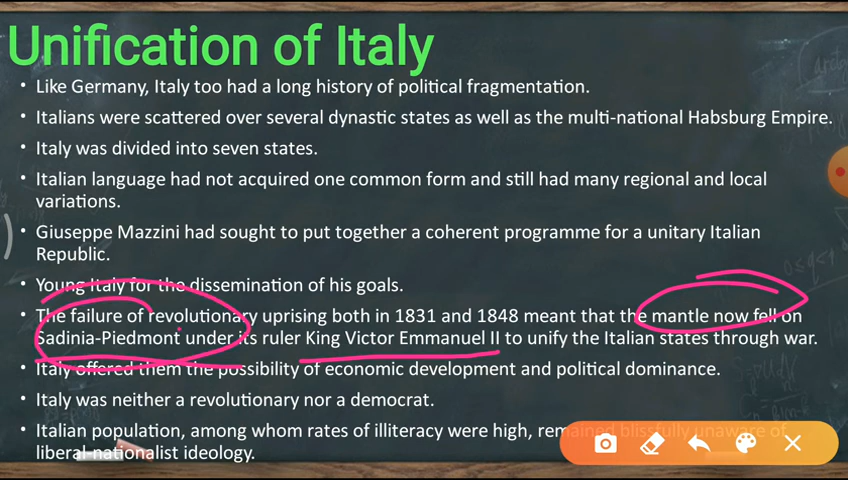 Unification of Italy
• Like Germany, Italy too had a long history of political fragmentation.
• Italians were scattered over several dynastic states as well as the multi-national Habsburg Empire.
• Italy was divided into seven states.
• Italian language had not acquired one common form and still had many regional and local
variations.
• Giuseppe Mazzini had sought to put together a coherent programme for a unitary Italian
Republic.
• Young Italy for the dissemination of his goals.
• The failure of revolutionary uprising both in 1831 and 1848 meant that the mantle now fell on
Sadinia-Piedmont under its ruler King Victor Emmanuel II to unify the Italian states through war.
• Italy offered them the possibility of economic development and political dominance.
• Italy was neither a revolutionary nor a democrat.
• Italian population, among whom rates of illiteracy were high, remained blissfully unaware of
liberal-nationalist ideology.